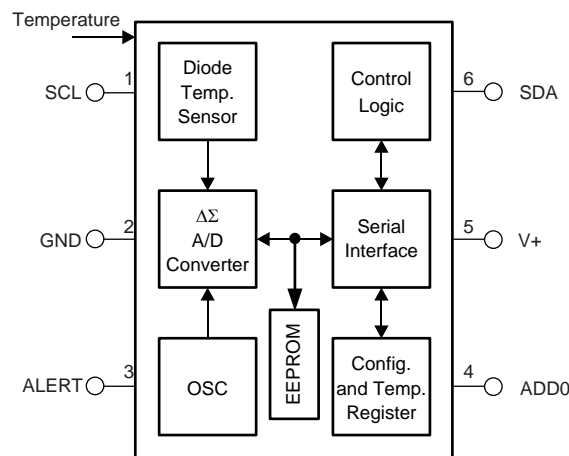 Temperature
1
SCL
Diode
Temp.
Sensor
Control
Logic
6
SDA
2
GND
ΔΣ
A/D
Converter
Serial
Interface
5
V+
3
ALERT
OSC
EEPROM
Config.
and Temp.
Register
4
ADD0